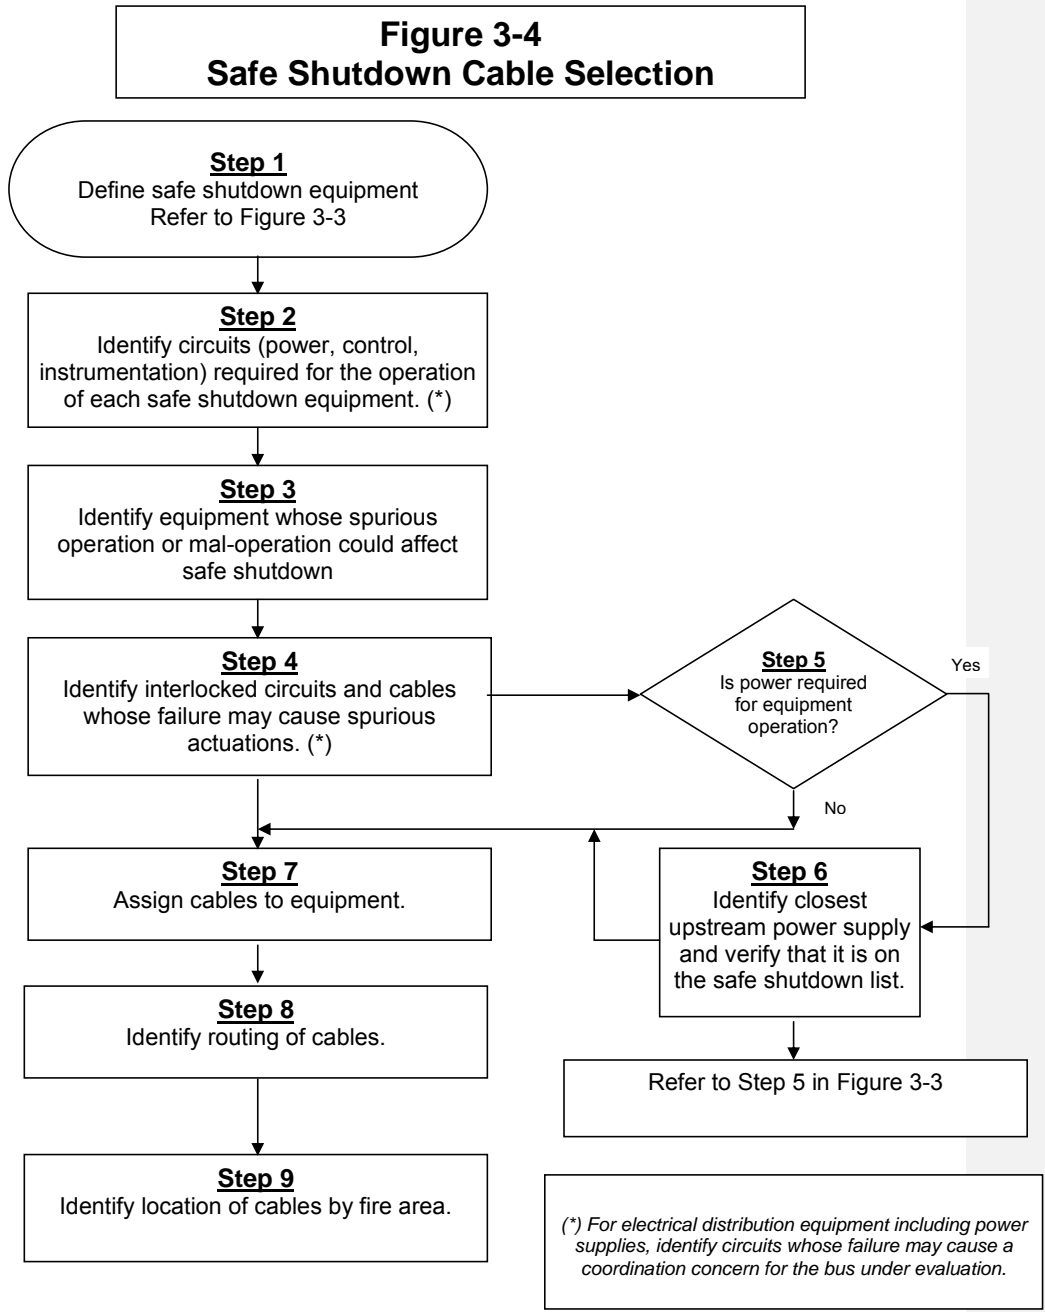 Figure 3-4
Safe Shutdown Cable Selection
Step 1
Define safe shutdown equipment
Refer to Figure 3-3
Step 2
Identify circuits (power, control,
instrumentation) required for the operation
of each safe shutdown equipment. (*)
Step 3
Identify equipment whose spurious
operation or mal-operation could affect
safe shutdown
Step 4
Identify interlocked circuits and cables
whose failure may cause spurious
actuations. (*)
Step 5
Is power required
for equipment
operation?
Yes
No
Step 6
Identify closest
upstream power supply
and verify that it is on
the safe shutdown list.
Refer to Step 5 in Figure 3-3
Step 7
Assign cables to equipment.
Step 8
Identify routing of cables.
Step 9
Identify location of cables by fire area.
(*) For electrical distribution equipment including power
supplies, identify circuits whose failure may cause a
coordination concern for the bus under evaluation.